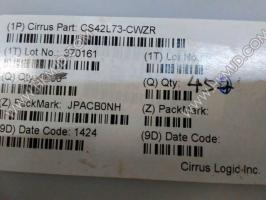 (1P) Cirrus Part: CS42L73-CWZR
(1T) Lot No.: 370161
(1T) Lot No.:
(Q)
(Q) Qty:
(Z) PackMark: JPACB0NH
(Z) PackMark:
(9D) Date Code: 1424
(9D) Date Code:
Cirrus Logic-Inc.